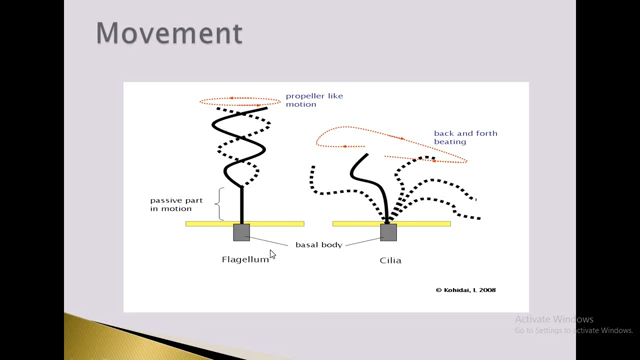 Movement
propeller like
motion
back and forth
beating
passive part
in motion
basal body
Flagellum
Cilia
© Kohidai, L 2008
Activate Windows
Go to Settings to activate Windows.